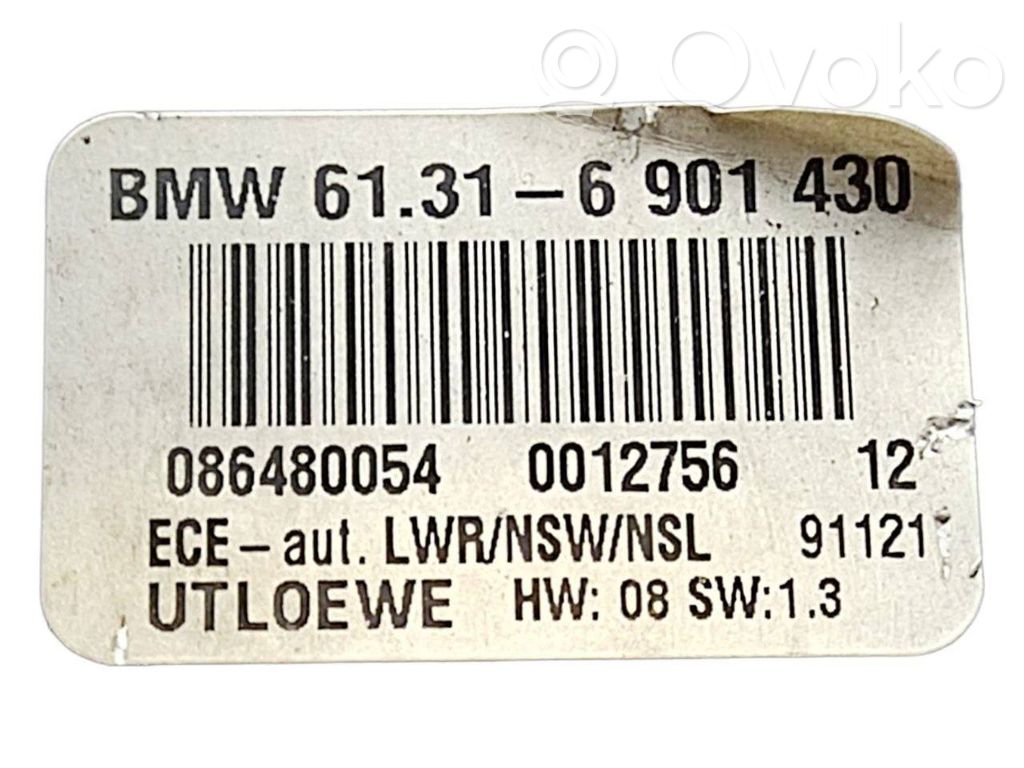 Ovoko
BMW 61.31-6 901 430
086480054 0012756 12
ECE-aut. LWR/NSW/NSL 91121
UTLOEWE HW: 08 SW:1.3